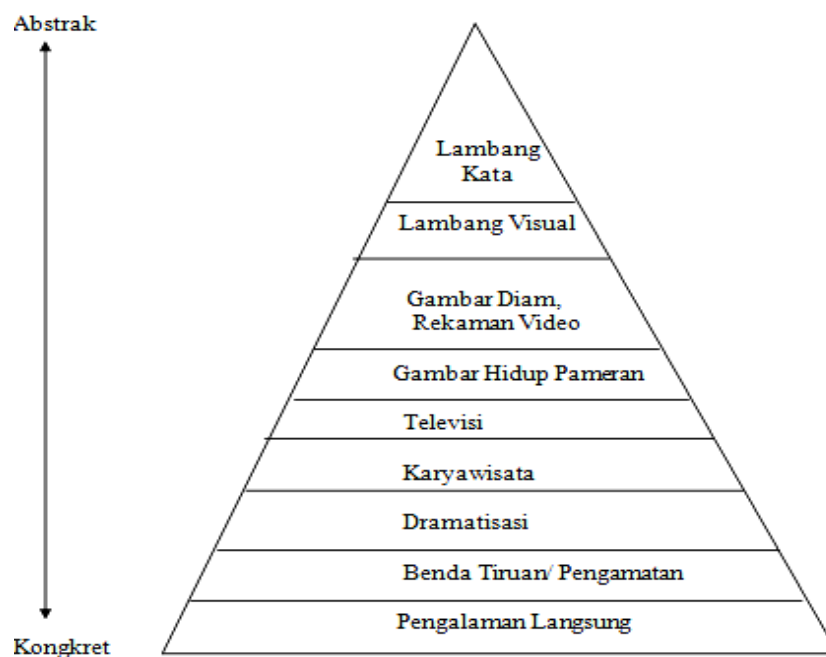 Abstrak
Lambang
Kata
Lambang Visual
Gambar Diam,
Rekaman Video
Gambar Hidup Pameran
Televisi
Karyawisata
Dramatisasi
Benda Tiruan/ Pengamatan
Pengalaman Langsung
Kongkret